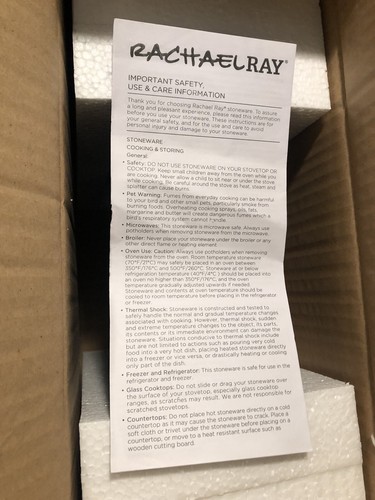 RACHAEL RAY®
IMPORTANT SAFETY,
USE & CARE INFORMATION
Thank you for choosing Rachael Ray® stoneware. To assure
a long and pleasant experience, please read this information
before you use your stoneware. These instructions are for
your general safety, and for the use and care to avoid
personal injury and damage to your stoneware.
STONEWARE
COOKING & STORING
General:
• Safety: DO NOT USE STONEWARE ON YOUR STOVETOP OR
COOKTOP. Keep small children away from the oven while you
are cooking. Never allow a child to sit near or under the stove
while cooking. Be careful around the stove as heat, steam and
splatter can cause burns.
• Pet Warning: Fumes from everyday cooking can be harmful
to your bird and other small pets, particularly smoke from
burning foods. Overheating cooking sprays, oils, fats,
margarine and butter will create dangerous fumes which a
bird's respiratory system cannot handle.
• Microwaves: This stoneware is microwave safe. Always use
potholders when removing stoneware from the microwave.
• Broiler: Never place your stoneware under the broiler or any
other direct flame or heating element.
• Oven Use: Caution: Always use potholders when removing
stoneware from the oven. Room temperature stoneware
(70°F/21°C) may safely be placed in an oven between
350°F/176°C and 500°F/260°C. Stoneware at or below
refrigeration temperature (40°F/4°C) should be placed into
an oven no higher than 350°F/176°C, and the oven
temperature gradually adjusted upwards if needed.
Stoneware and contents at oven temperature should be
cooled to room temperature before placing in the refrigerator
or freezer.
• Thermal Shock: Stoneware is constructed and tested to
safely handle the normal and gradual temperature changes
associated with cooking. However, thermal shock, sudden
and extreme temperature changes to the object, its parts,
its contents or its immediate environment can damage the
stoneware. Situations conducive to thermal shock include
but are not limited to actions such as pouring very cold
food into a very hot dish, placing heated stoneware directly
into a freezer or vice versa, or drastically heating or cooling
only part of the dish.
• Freezer and Refrigerator: This stoneware is safe for use in the
refrigerator and freezer.
• Glass Cooktops: Do not slide or drag your stoneware over
the surface of your stovetop, especially glass cooktop
ranges, as scratches may result. We are not responsible for
scratched stovetops.
• Countertops: Do not place hot stoneware directly on a cold
countertop as it may cause the stoneware to crack. Place a
soft cloth or trivet under the stoneware before placing on a
countertop, or move to a heat resistant surface such as
wooden cutting board.